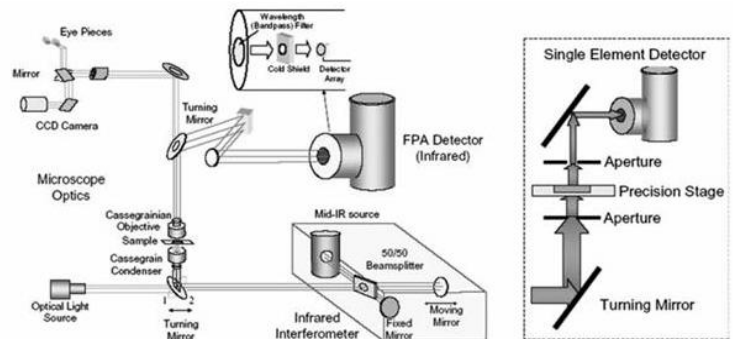 Wavelength
(Bandpass) Filter
Cold Shield
Detector
Array
Eye Pieces
Mirror
CCD Camera
Turning
Mirror
FPA Detector
(Infrared)
Microscope
Optics
Cassegrainian
Objective
Sample
Cassegrain
Condenser
Mid-IR source
50/50
Beamsplitter
Optical Light
Source
1 2
Turning
Mirror
Infrared
Interferometer
Fixed
Mirror
Moving
Mirror
Single Element Detector
Aperture
Precision Stage
Aperture
Turning Mirror